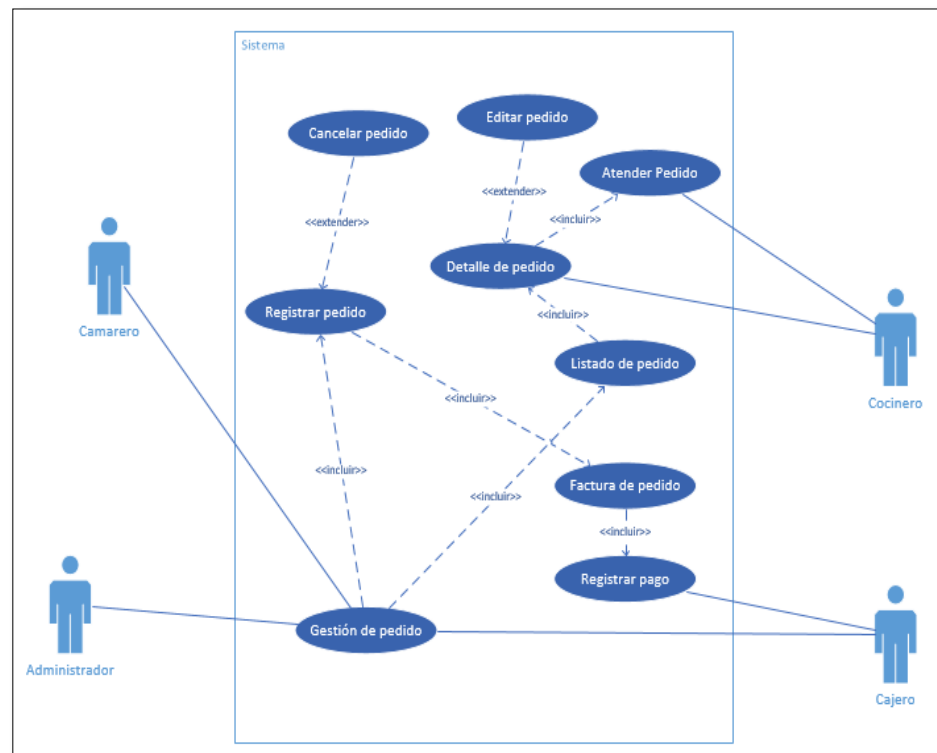 Sistema
Editar pedido
Cancelar pedido
Atender Pedido
<<extender>>
<<incluir>>
<<extender>>
Detalle de pedido
Registrar pedido
Camarero
<<incluir>>
Listado de pedido
<<incluir>>
Cocinero
<<incluir>>
<<incluir>>
Factura de pedido
<<incluir>>
Registrar pago
Gestión de pedido
Administrador
Cajero